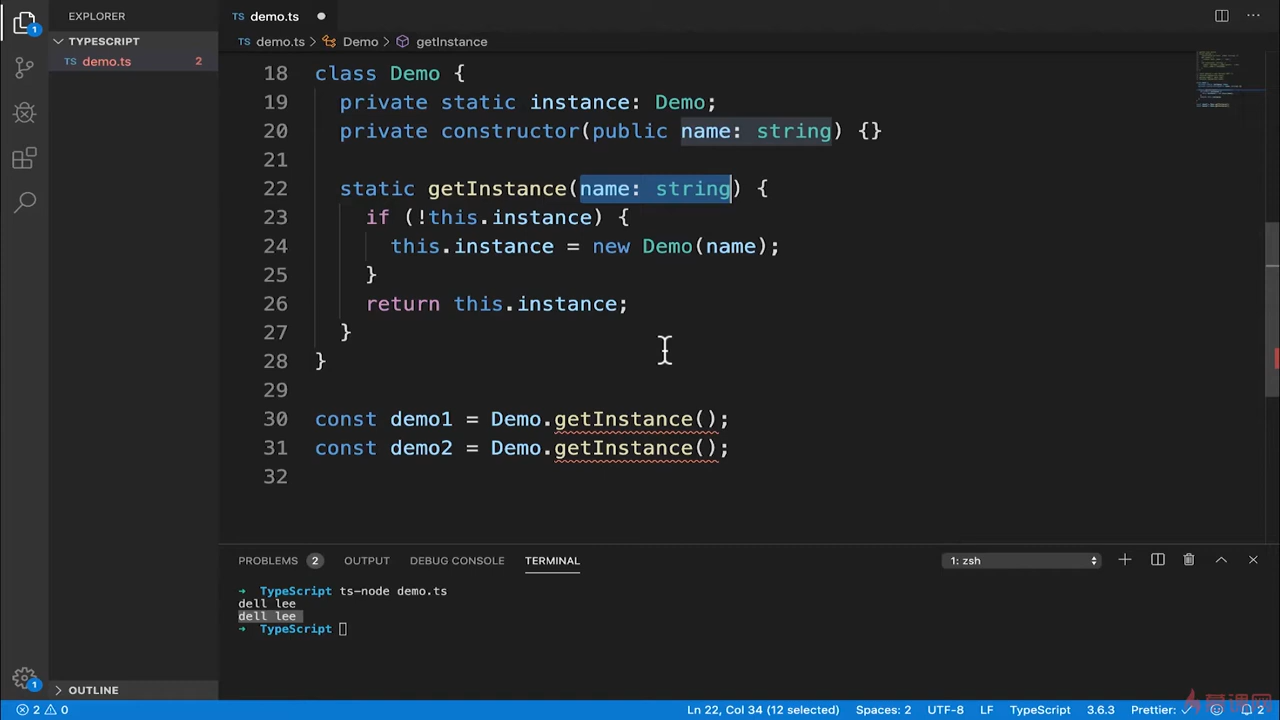 EXPLORER
TS demo.ts
TYPESCRIPT
TS demo.ts 2
demo.ts > Demo > getInstance
18 class Demo {
19 private static instance: Demo;
20 private constructor(public name: string) {}
21
22 static getInstance(name: string) {
23 if (!this.instance) {
24 this.instance = new Demo(name);
25 }
26 return this.instance;
27 }
28 }
29
30 const demo1 = Demo.getInstance();
31 const demo2 = Demo.getInstance();
32
PROBLEMS 2 OUTPUT DEBUG CONSOLE TERMINAL 1: zsh
→ TypeScript ts-node demo.ts
dell lee
dell lee
→ TypeScript
1
1
OUTLINE
2 0 Ln 22, Col 34 (12 selected) Spaces: 2 UTF-8 LF TypeScript 3.6.3 Prettier: ✓ 2
慕课网